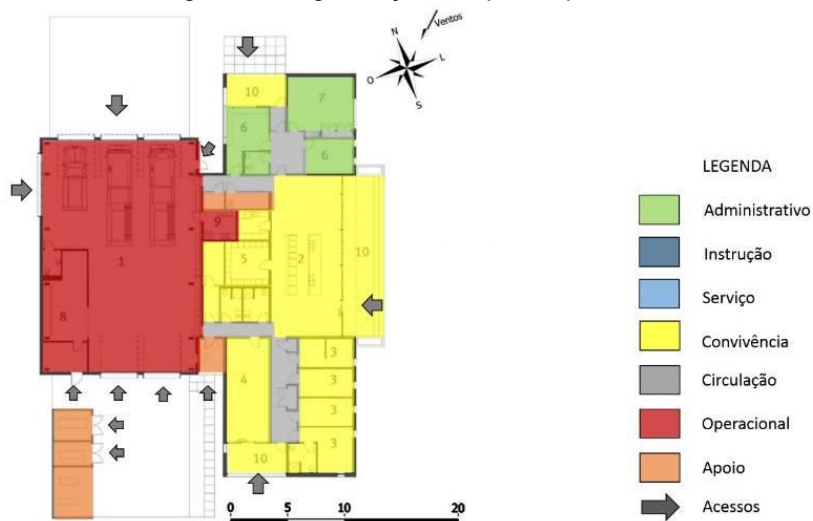 Ventos
N
O
L
S
10
7
6
6
9
1
5
2
10
8
4
3
4
3
3
10
3
0
5
10
20
LEGENDA
Administrativo
Instrução
Serviço
Convivência
Circulação
Operacional
Apoio
Acessos